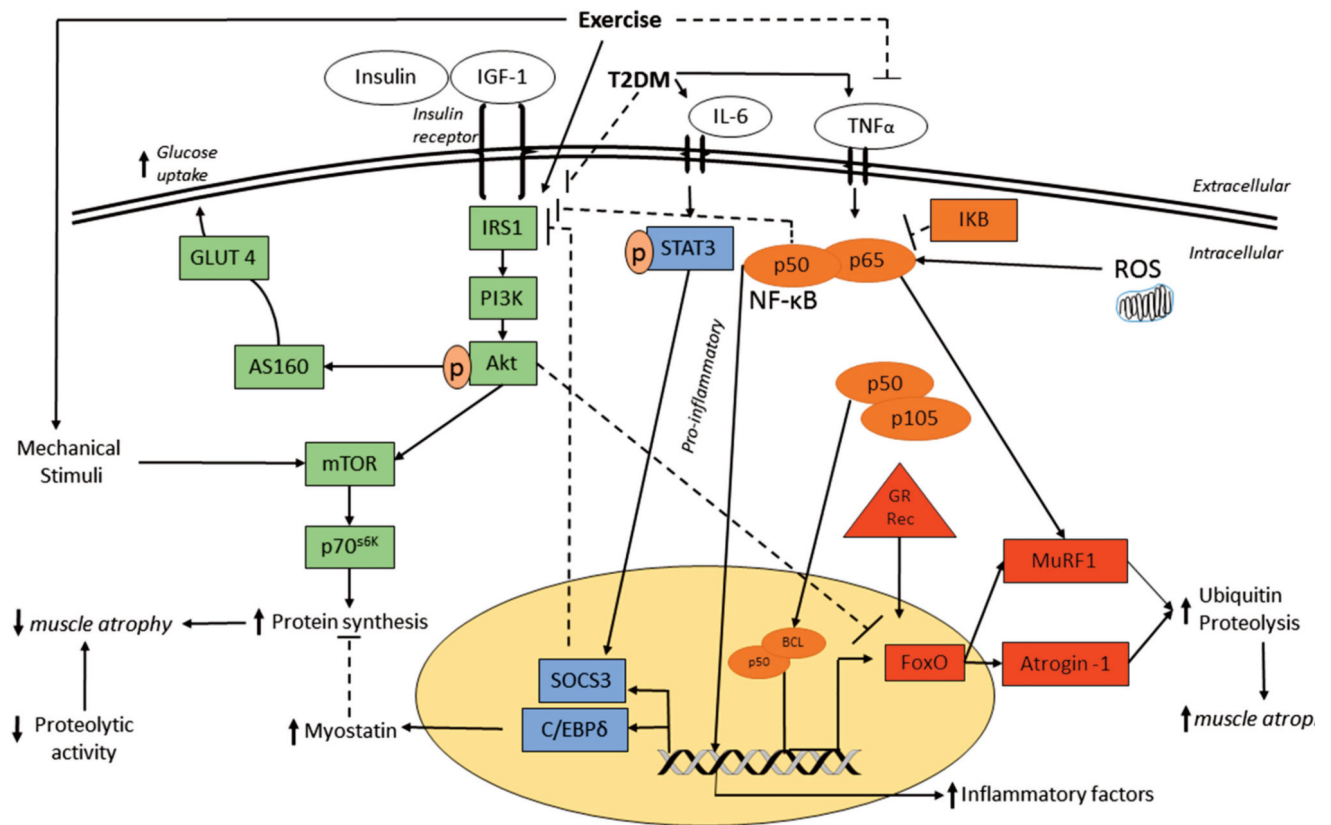 Exercise
Insulin
IGF-1
T2DM
Insulin
receptor
IL-6
TNFα
Glucose
uptake
Extracellular
IRS1
IKB
GLUT 4
p
STAT3
p50
p65
Intracellular
ROS
PI3K
NF-κB
AS160
p
Akt
Pro-inflammatory
p50
p105
Mechanical
Stimuli
mTOR
GR
Rec
p70s6K
MuRF1
muscle atrophy
Protein synthesis
Ubiquitin
Proteolysis
BCL
p50
FoxO
Atrogin -1
SOCS3
Proteolytic
activity
Myostatin
C/EBPδ
muscle atrop
Inflammatory factors